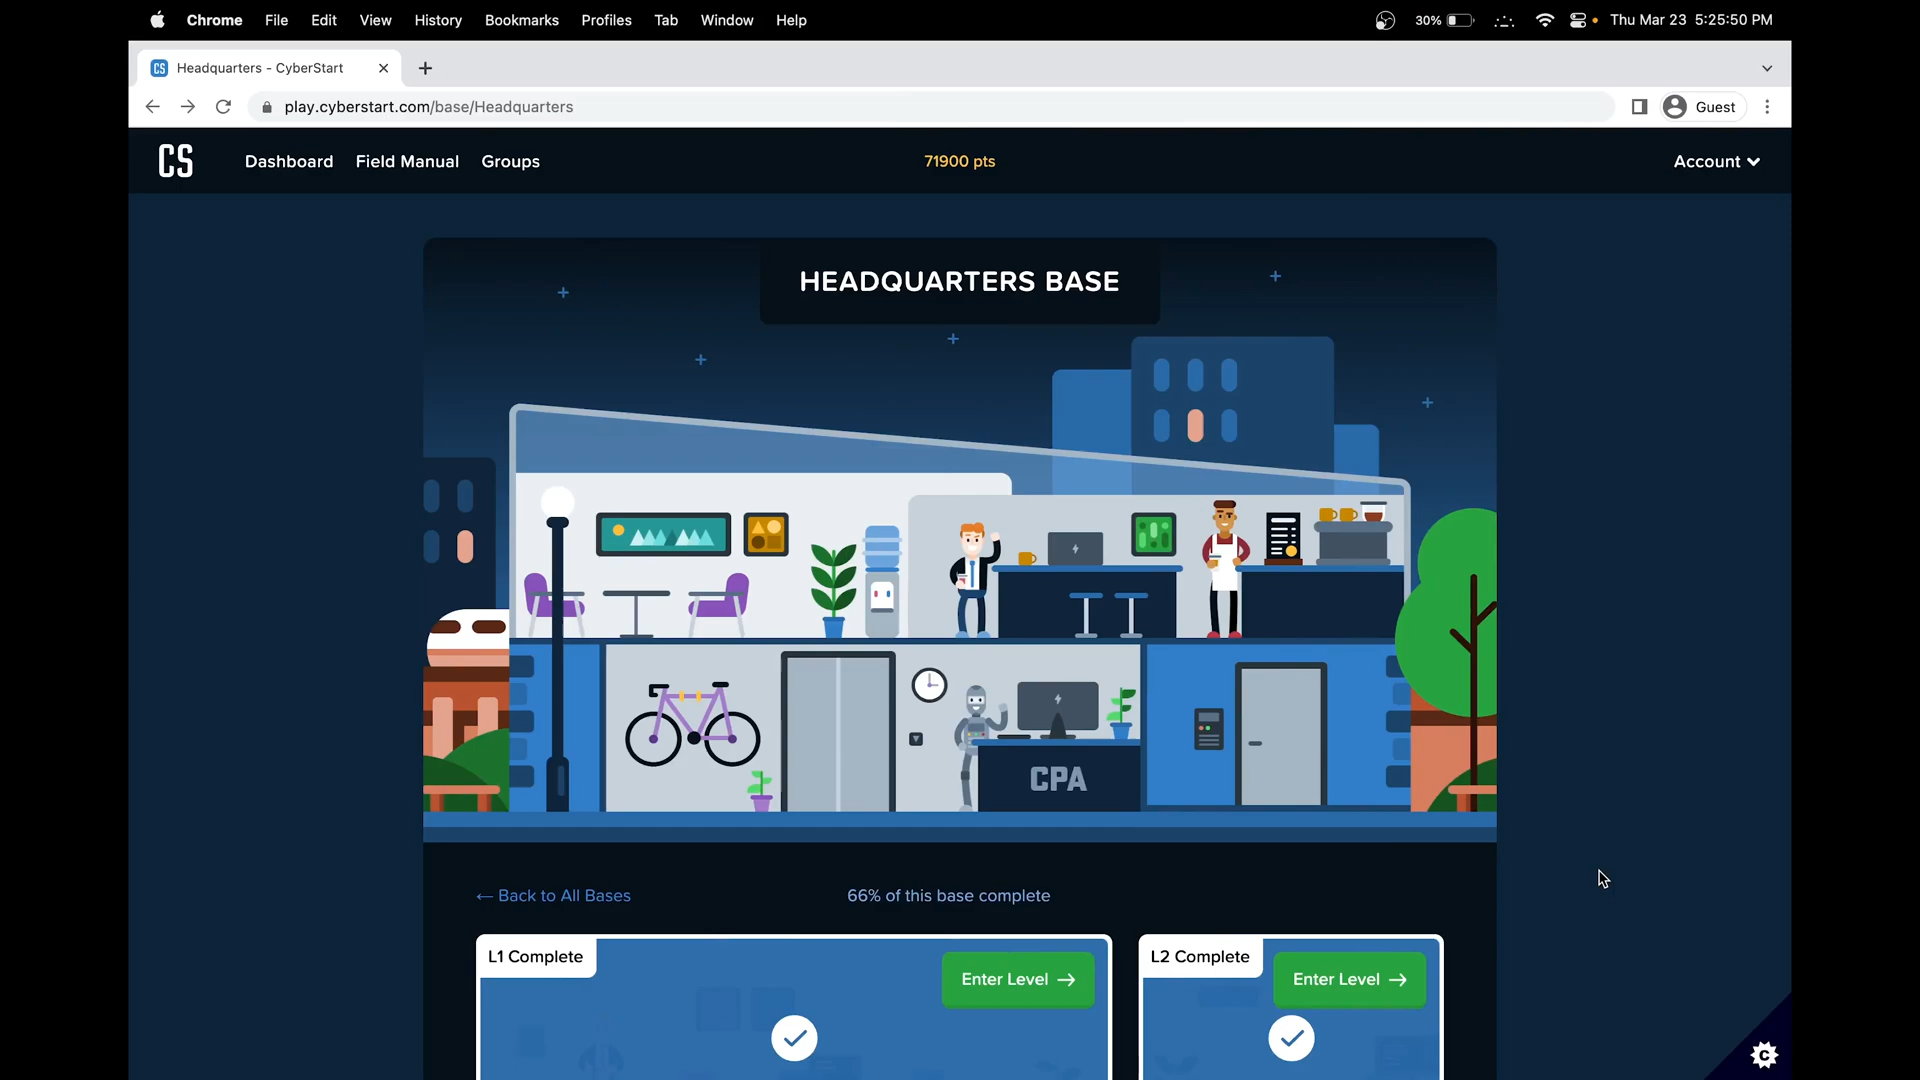 Chrome File Edit View History Bookmarks Profiles Tab Window Help 30% Thu Mar 23 5:25:50 PM
CS Headquarters - CyberStart
play.cyberstart.com/base/Headquarters Guest
CS Dashboard Field Manual Groups 71900 pts Account
HEADQUARTERS BASE
CPA
← Back to All Bases 66% of this base complete
L1 Complete Enter Level → L2 Complete Enter Level →
C